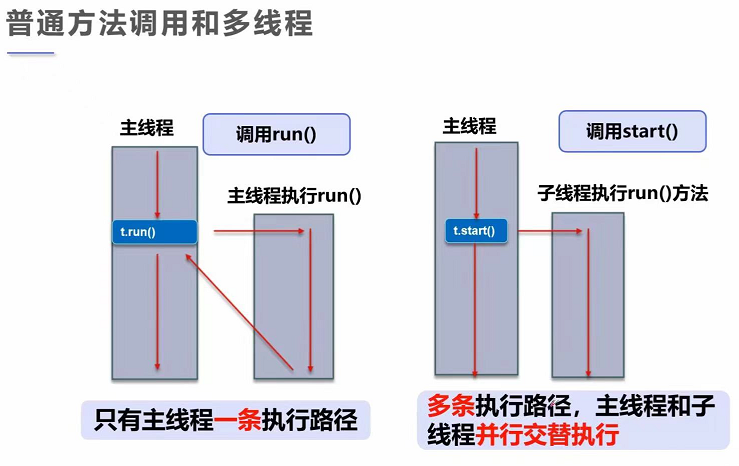 普通方法调用和多线程
主线程
调用run()
主线程执行run()
t.run()
只有主线程一条执行路径
主线程
调用start()
子线程执行run()方法
t.start()
多条执行路径，主线程和子
线程并行交替执行